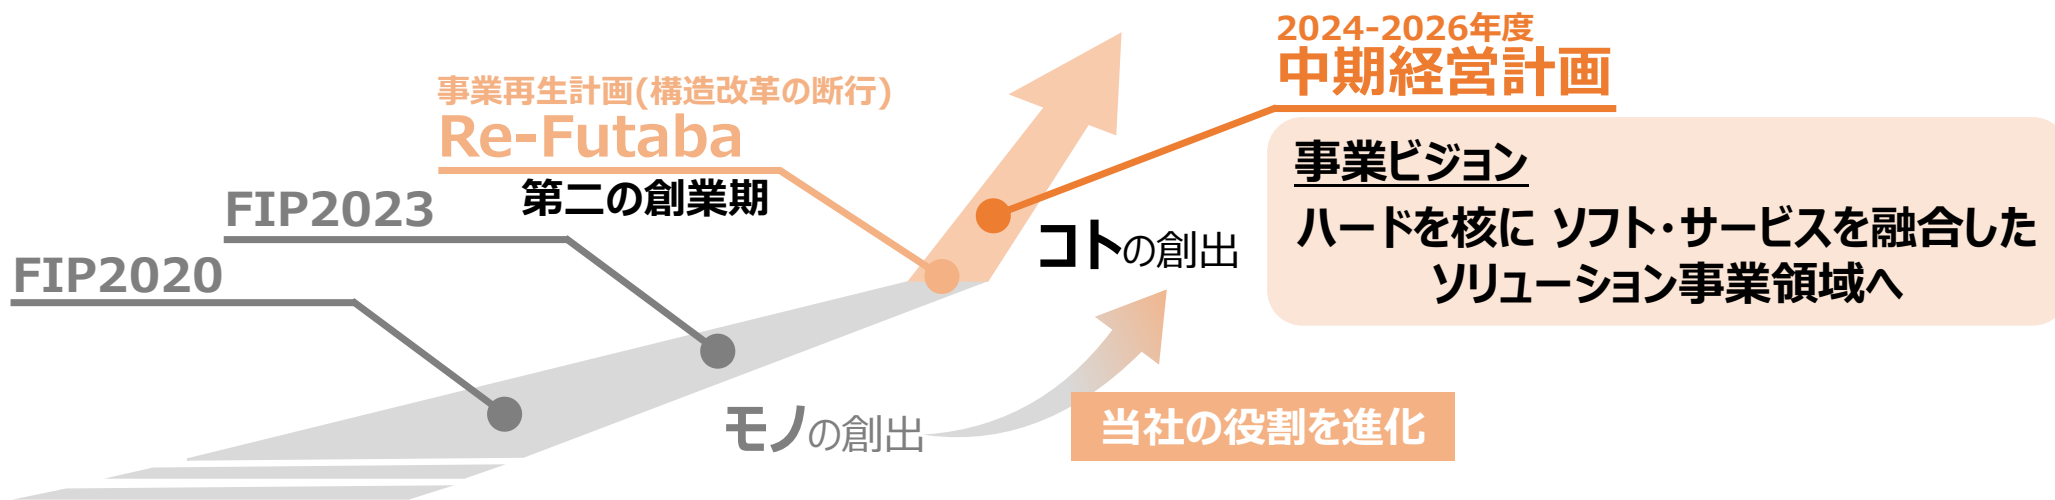 2024-2026年度
中期経営計画
事業再生計画(構造改革の断行)
Re-Futaba
第二の創業期
FIP2023
FIP2020
事業ビジョン
ハードを核に ソフト・サービスを融合した
ソリューション事業領域へ
コトの創出
モノの創出
当社の役割を進化